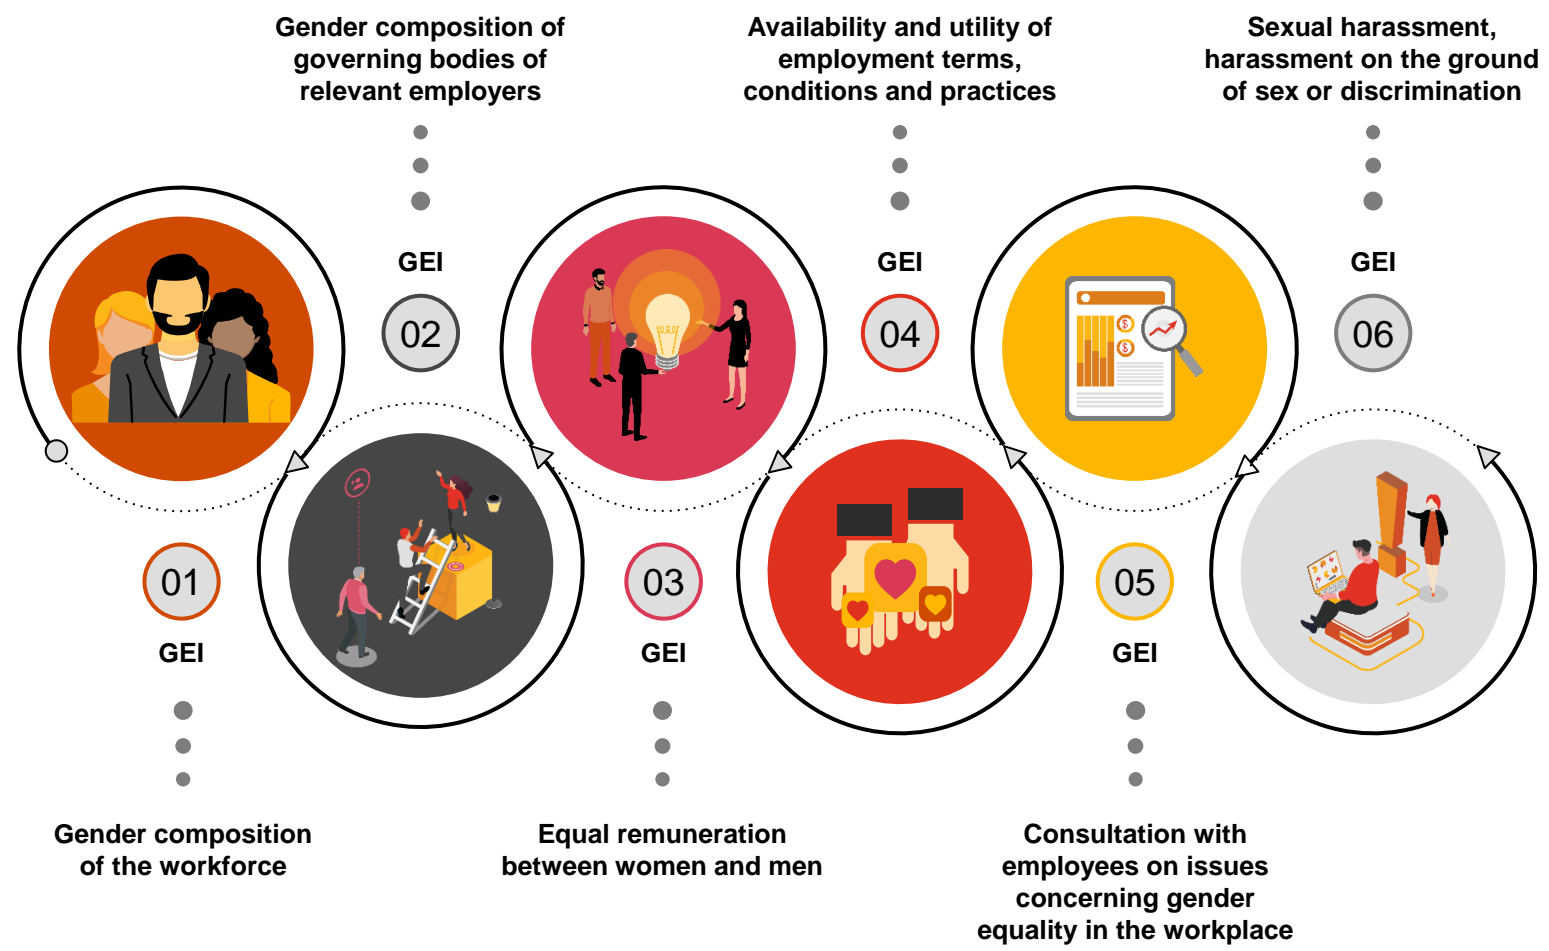 Gender composition of
governing bodies of
relevant employers
Availability and utility of
employment terms,
conditions and practices
Sexual harassment,
harassment on the ground
of sex or discrimination
GEI
02
GEI
04
GEI
06
01
GEI
03
GEI
05
GEI
Gender composition
of the workforce
Equal remuneration
between women and men
Consultation with
employees on issues
concerning gender
equality in the workplace